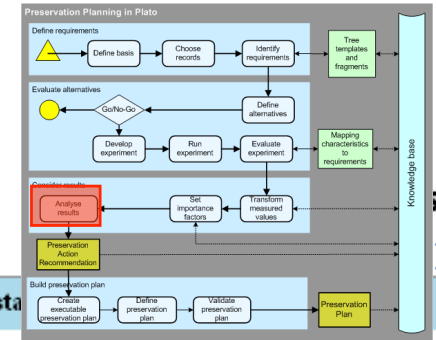 Preservation Planning in Plato
Define requirements
Define basis
Choose
records
Identify
requirements
Tree
templates
and
fragments
Evaluate alternatives
Go/No-Go
Define
alternatives
Develop
experiment
Run
experiment
Evaluate
experiment
Mapping
characteristics
to
requirements
Knowledge base
Consider results
Analyse
results
Set
importance
factors
Transform
measured
values
Preservation
Action
Recommendation
Build preservation plan
Create
executable
preservation plan
Define
preservation
plan
Validate
preservation
plan
Preservation
Plan
sta